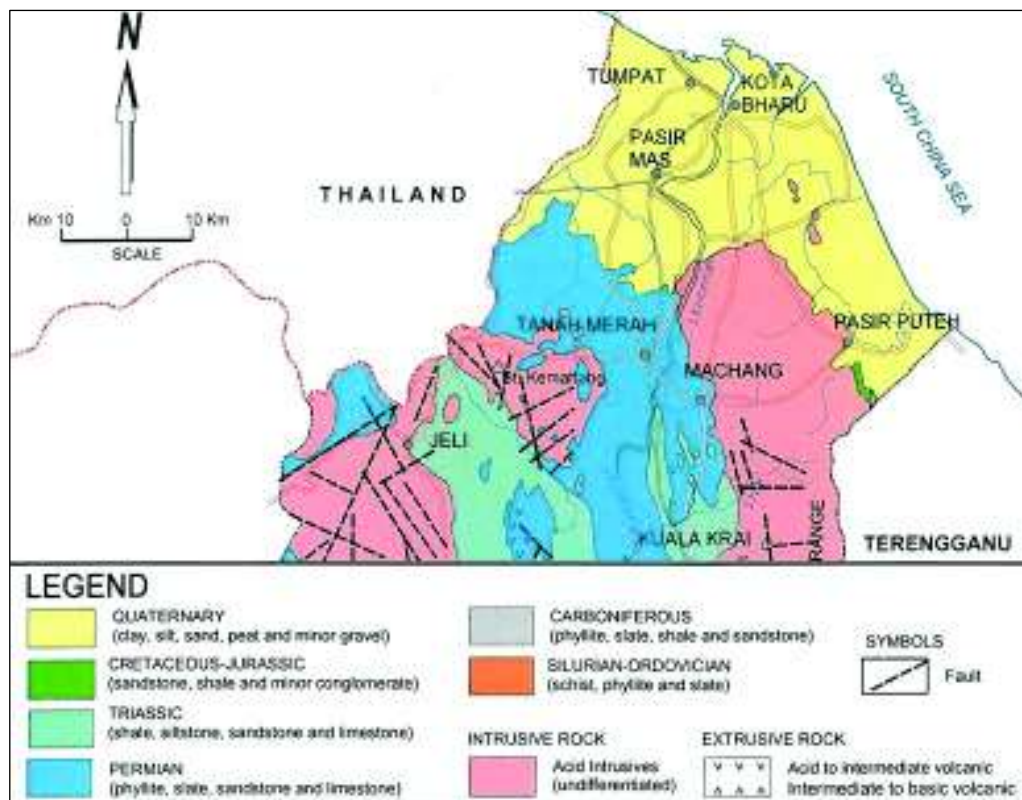 N
TUMPAT
KOTA
BHARU
SOUTH CHINA SEA
PASIR
MAS
THAILAND
Km 10 0 10 Km
SCALE
TANAH MERAH
PASIR PUTEH
MACHANG
JELI
KUALA KRAI
RANGE
TERENGGANU
LEGEND
QUATERNARY
(clay, silt, sand, peat and minor gravel)
CRETACEOUS-JURASSIC
(sandstone, shale and minor conglomerate)
TRIASSIC
(shale, siltstone, sandstone and limestone)
PERMIAN
(phyllite, slate, sandstone and limestone)
CARBONIFEROUS
(phyllite, slate, shale and sandstone)
SILURIAN-ORDOVICIAN
(schist, phyllite and slate)
INTRUSIVE ROCK
Acid Intrusives
(undifferentiated)
SYMBOLS
Fault
EXTRUSIVE ROCK
Acid to intermediate volcanic
Intermediate to basic volcanic